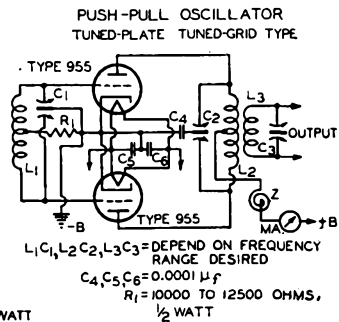 PUSH-PULL OSCILLATOR
TUNED-PLATE TUNED-GRID TYPE
TYPE 955
C1
R1
L1
C4
C2
L3
C5
C6
OUTPUT
C3
L2
Z
-B
TYPE 955
MA.
+B
L1C1, L2C2, L3C3 = DEPEND ON FREQUENCY
RANGE DESIRED
C4, C5, C6 = 0.0001 μf
R1 = 10000 TO 12500 OHMS,
1/2 WATT
WATT